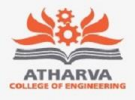 ATHARVA
COLLEGE OF ENGINEERING